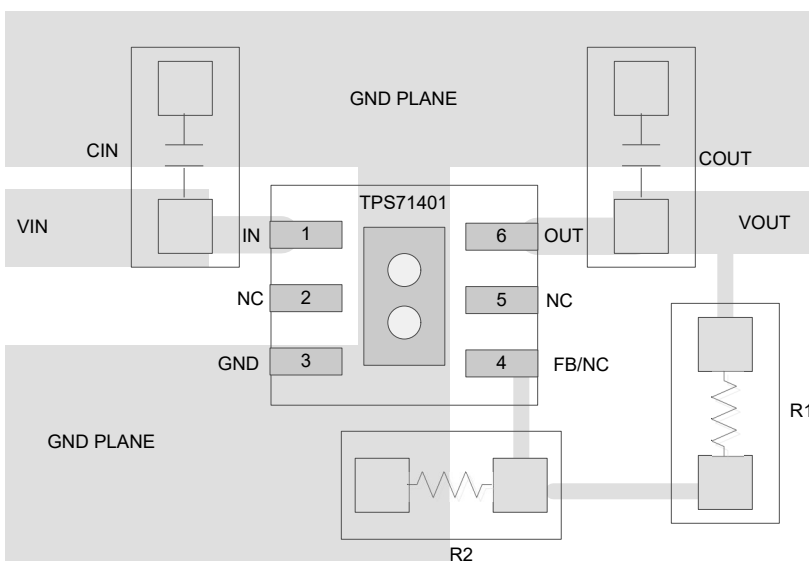 GND PLANE
CIN
COUT
TPS71401
VIN
IN
1
6
OUT
VOUT
NC
2
5
NC
GND
3
4
FB/NC
R1
GND PLANE
R2